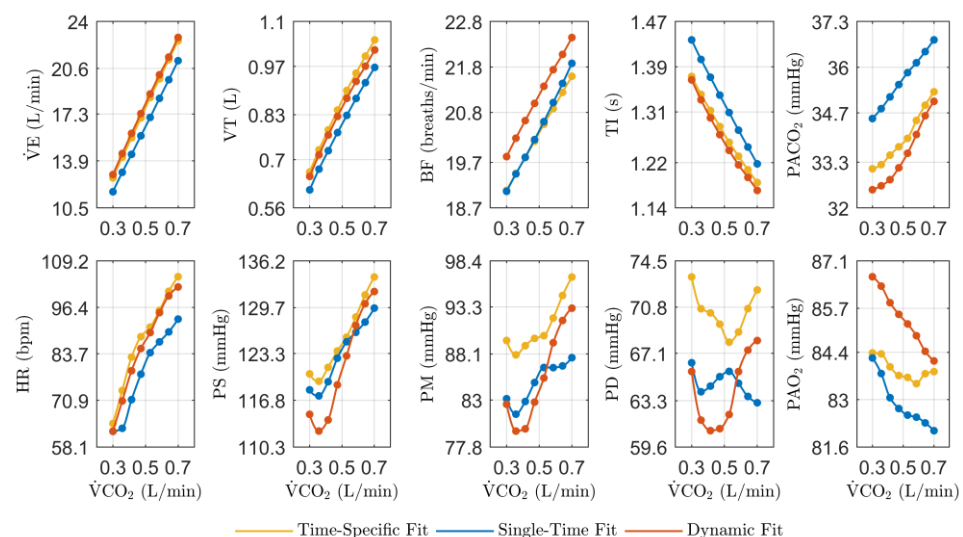 V̇E (L/min)
24
20.6
17.3
13.9
10.5
0.3 0.5 0.7
VT (L)
1.1
0.97
0.83
0.7
0.56
0.3 0.5 0.7
BF (breaths/min)
22.8
21.8
20.8
19.7
18.7
0.3 0.5 0.7
TI (s)
1.47
1.39
1.31
1.22
1.14
0.3 0.5 0.7
PACO₂ (mmHg)
37.3
36
34.7
33.3
32
0.3 0.5 0.7
HR (bpm)
109.2
96.4
83.7
70.9
58.1
0.3 0.5 0.7
V̇CO₂ (L/min)
PS (mmHg)
136.2
129.7
123.3
116.8
110.3
0.3 0.5 0.7
V̇CO₂ (L/min)
PM (mmHg)
98.4
93.3
88.1
83
77.8
0.3 0.5 0.7
V̇CO₂ (L/min)
PD (mmHg)
74.5
70.8
67.1
63.3
59.6
0.3 0.5 0.7
V̇CO₂ (L/min)
PAO₂ (mmHg)
87.1
85.7
84.4
83
81.6
0.3 0.5 0.7
V̇CO₂ (L/min)
Time-Specific Fit Single-Time Fit Dynamic Fit